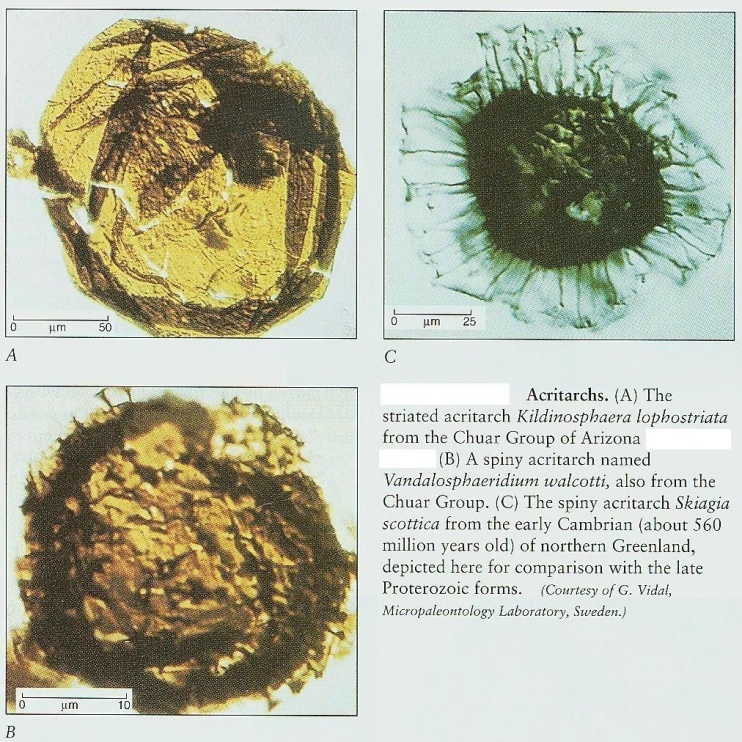 0 μm 50
A
0 μm 25
C
0 μm 10
B
Acritarchs. (A) The
striated acritarch Kildinosphaera lophostriata
from the Chuar Group of Arizona
(B) A spiny acritarch named
Vandalosphaeridium walcotti, also from the
Chuar Group. (C) The spiny acritarch Skiagia
scottica from the early Cambrian (about 560
million years old) of northern Greenland,
depicted here for comparison with the late
Proterozoic forms. (Courtesy of G. Vidal,
Micropaleontology Laboratory, Sweden.)